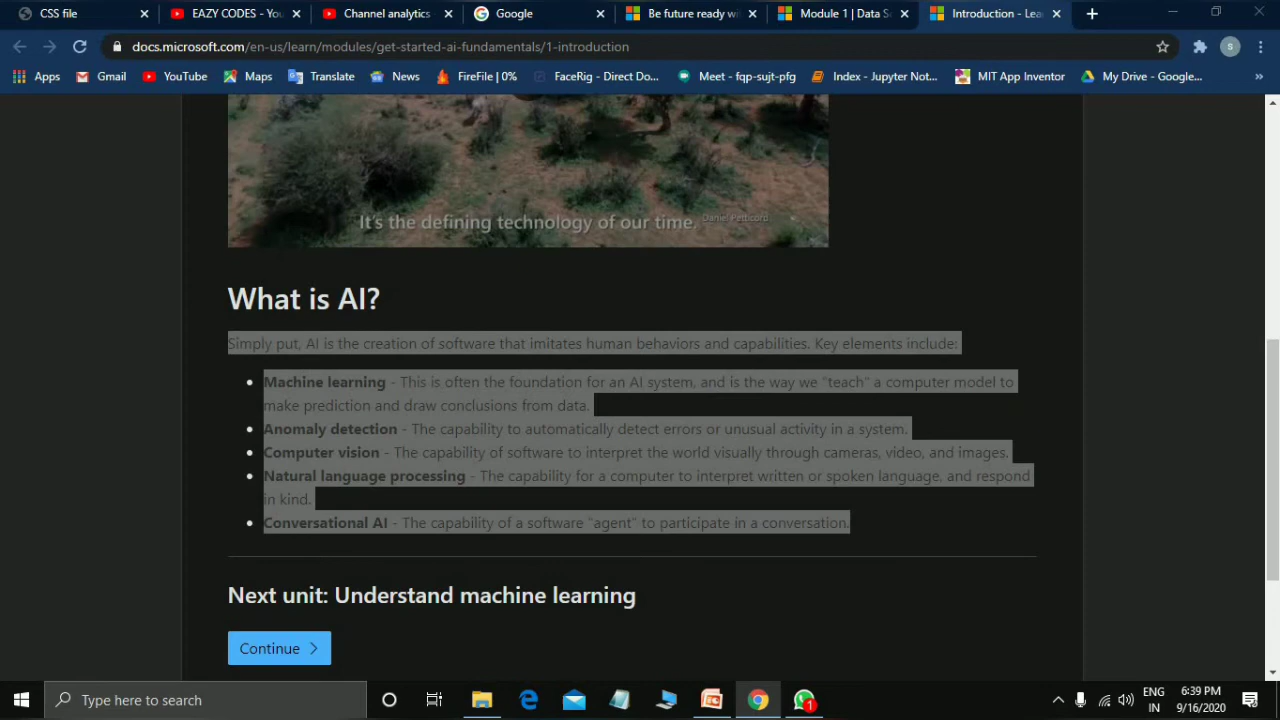 CSS file
EAZY CODES - Yo
Channel analytics
Google
Be future ready wi
Module 1 | Data S
Introduction - Lea
docs.microsoft.com/en-us/learn/modules/get-started-ai-fundamentals/1-introduction
S
Apps
Gmail
YouTube
Maps
Translate
News
FireFile | 0%
FaceRig - Direct Do...
Meet - fqp-sujt-pfg
Index - Jupyter Not...
MIT App Inventor
My Drive - Google...
»
It's the defining technology of our time.
Daniel Petticord
What is AI?
Simply put, AI is the creation of software that imitates human behaviors and capabilities. Key elements include:
• Machine learning - This is often the foundation for an AI system, and is the way we "teach" a computer model to
make prediction and draw conclusions from data.
• Anomaly detection - The capability to automatically detect errors or unusual activity in a system.
• Computer vision - The capability of software to interpret the world visually through cameras, video, and images.
• Natural language processing - The capability for a computer to interpret written or spoken language, and respond
in kind.
• Conversational AI - The capability of a software "agent" to participate in a conversation.
Next unit: Understand machine learning
Continue
Type here to search
1
ENG
IN
6:39 PM
9/16/2020